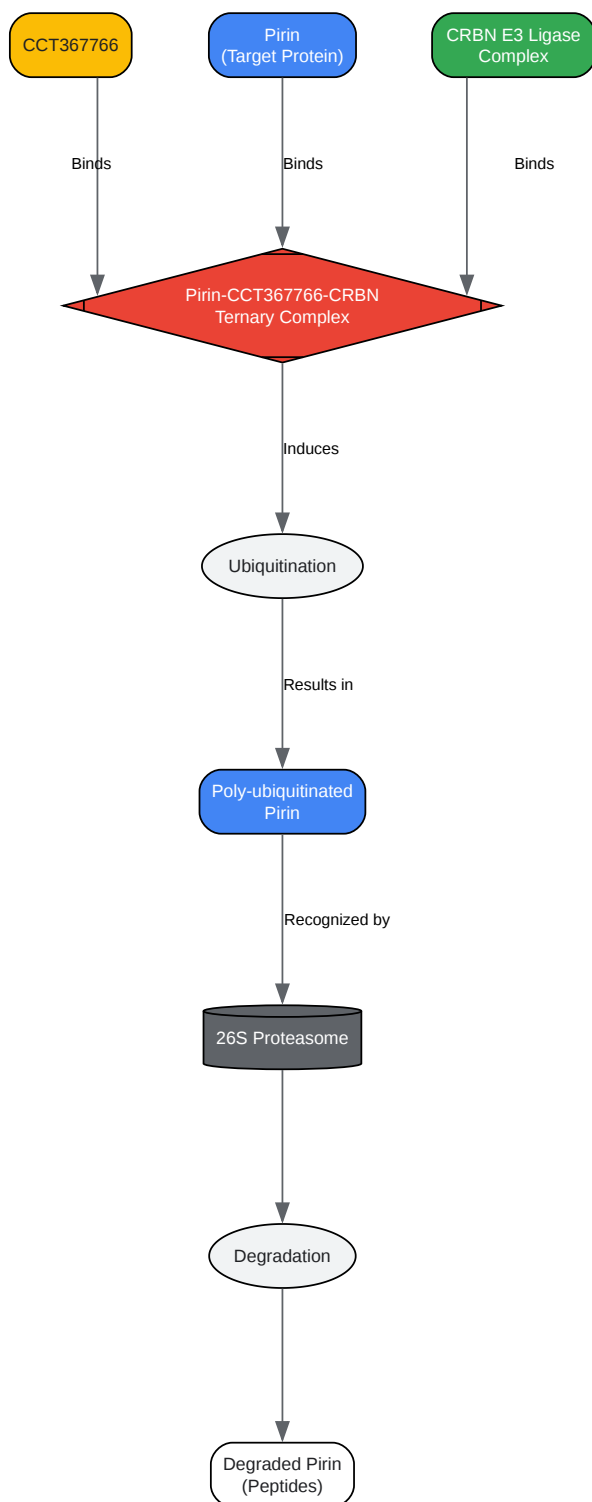 CCT367766
Pirin
(Target Protein)
CRBN E3 Ligase
Complex
Binds
Binds
Binds
Pirin-CCT367766-CRBN
Ternary Complex
Induces
Ubiquitination
Results in
Poly-ubiquitinated
Pirin
Recognized by
26S Proteasome
Degradation
Degraded Pirin
(Peptides)